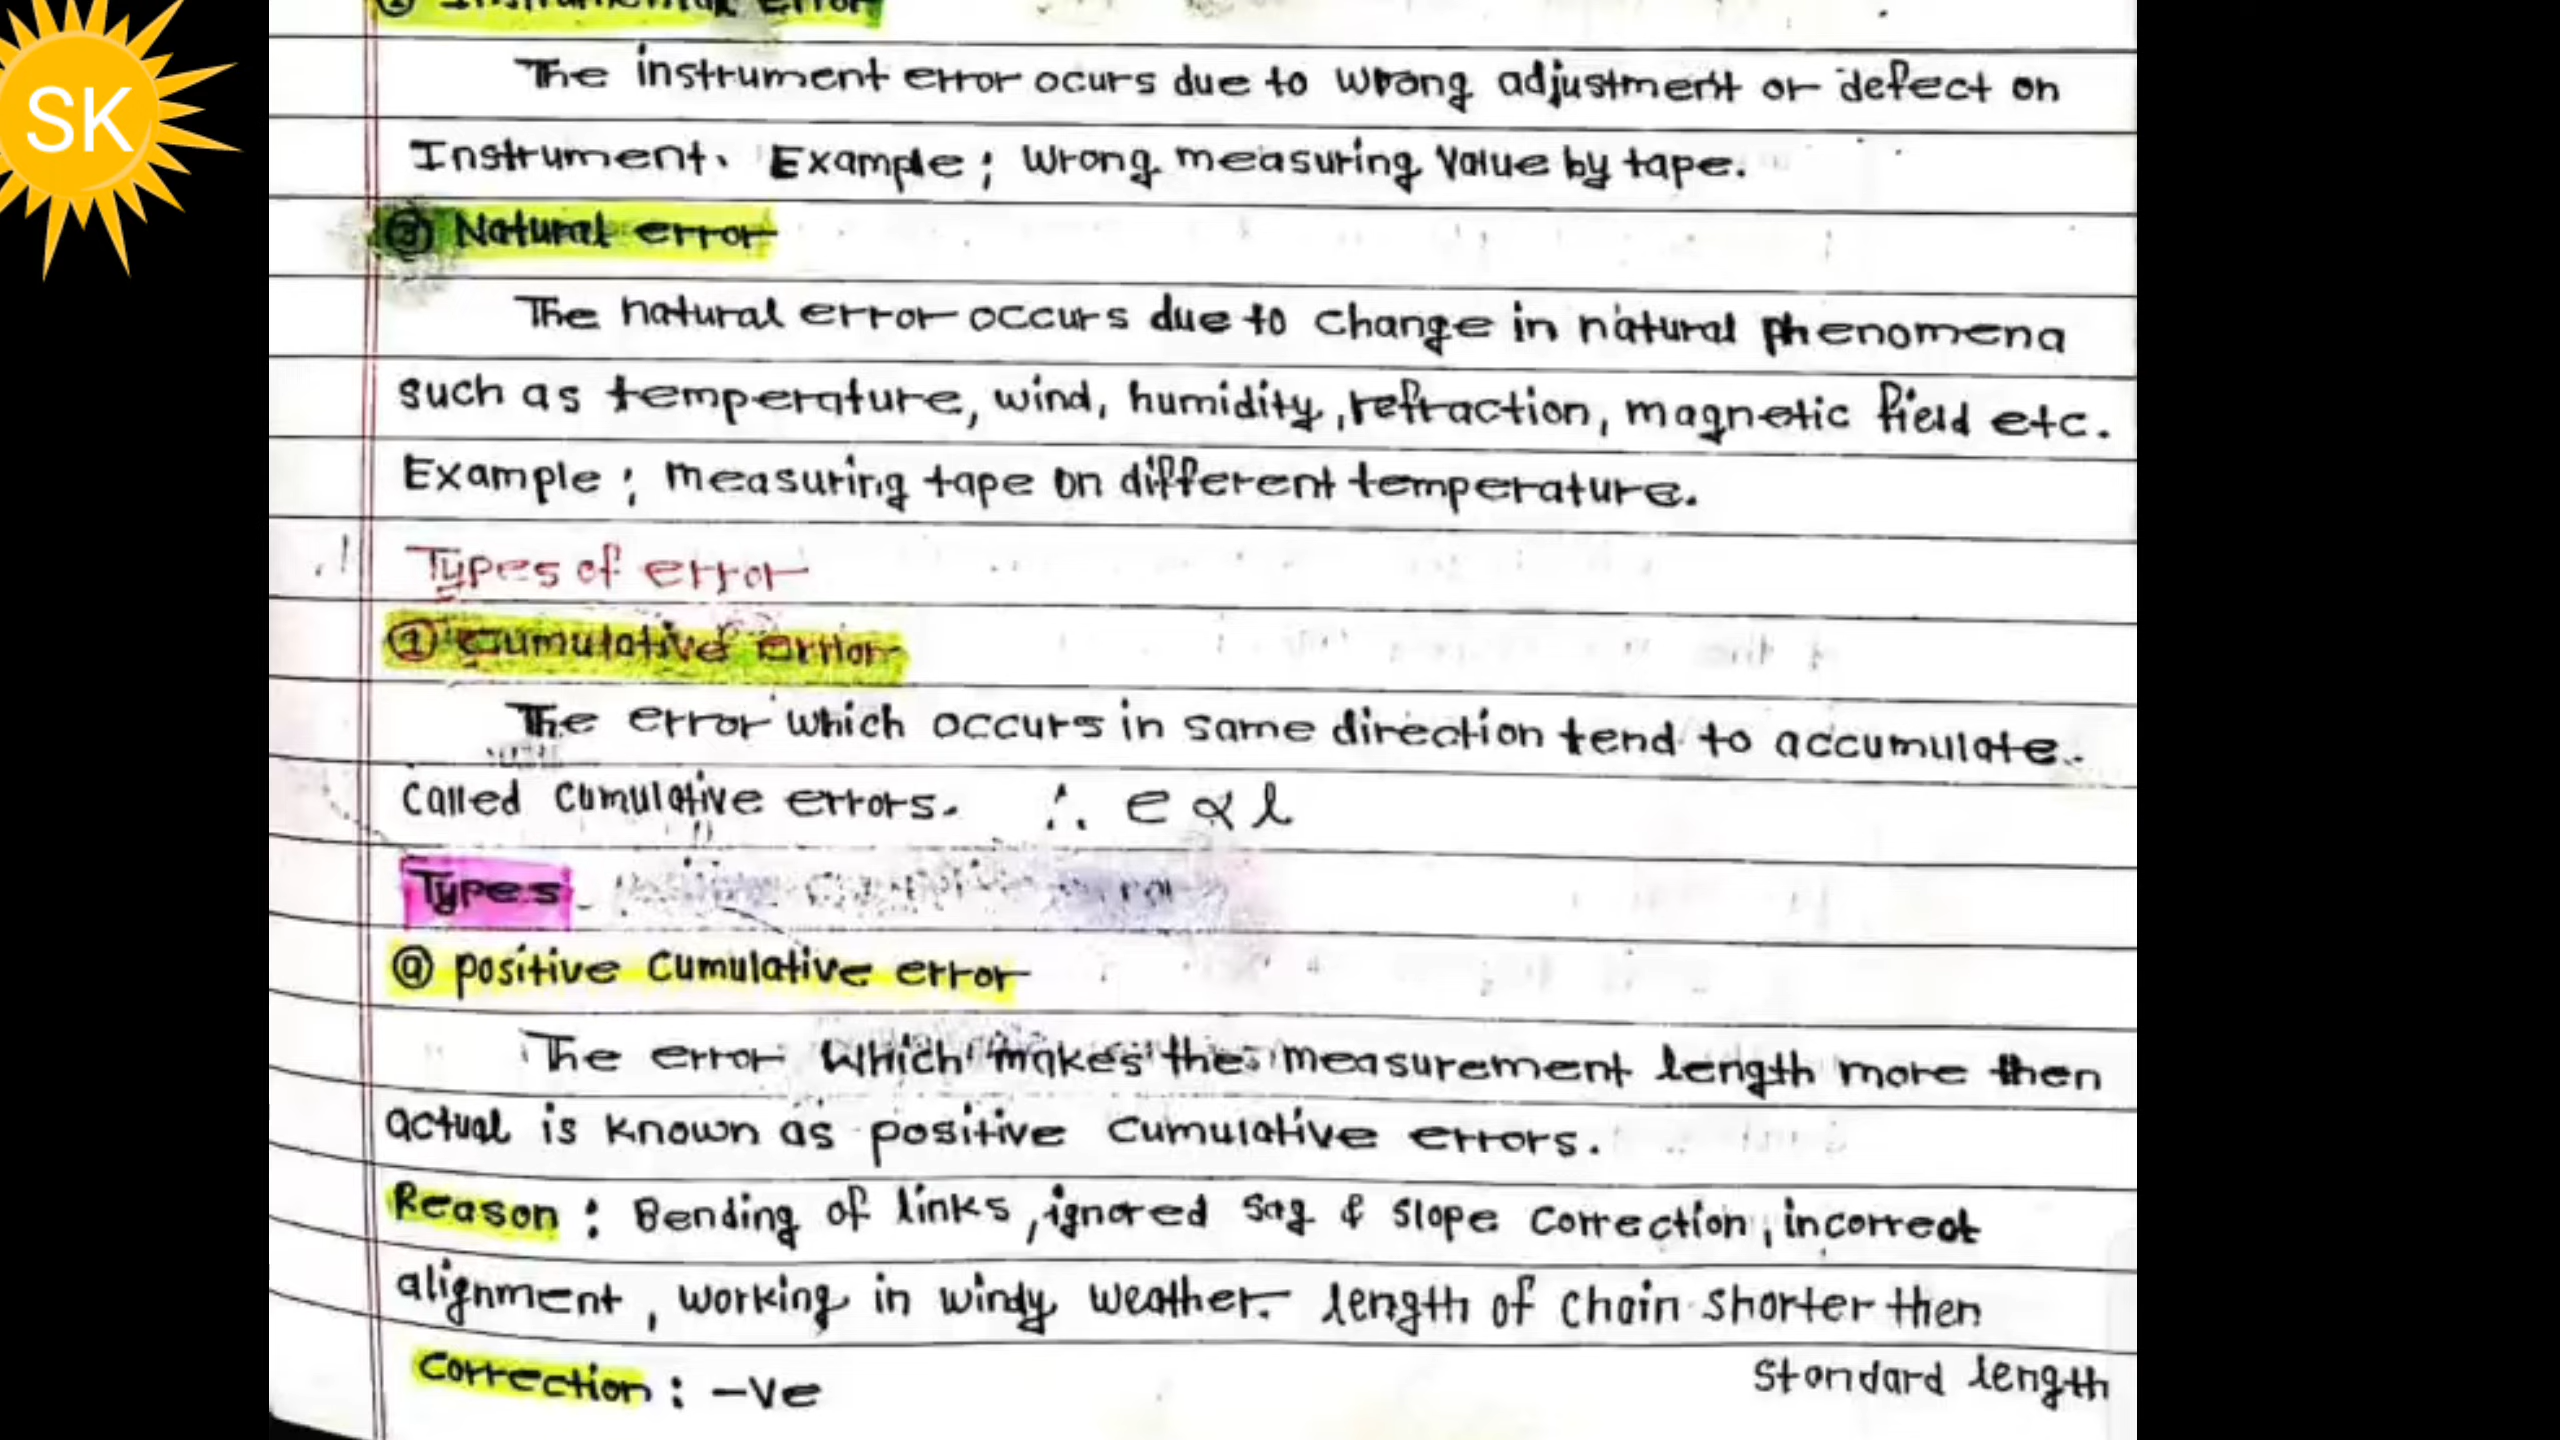 SK
Instrumental error
The instrument error ocurs due to wrong adjustment or defect on
Instrument. Example; wrong measuring value by tape.
③ Natural error
The natural error occurs due to change in natural phenomena
such as temperature, wind, humidity, refraction, magnetic field etc.
Example; measuring tape on different temperature.
Types of error
① cumulative error
The error which occurs in same direction tend to accumulate.
called cumulative errors. ∴ e ∝ l
Types
ⓐ positive cumulative error
The error which makes the measurement length more then
actual is known as positive cumulative errors.
Reason : Bending of links, ignored sag & slope correction, incorrect
alignment, working in windy weather. length of chain shorter then
standard length
correction : -ve